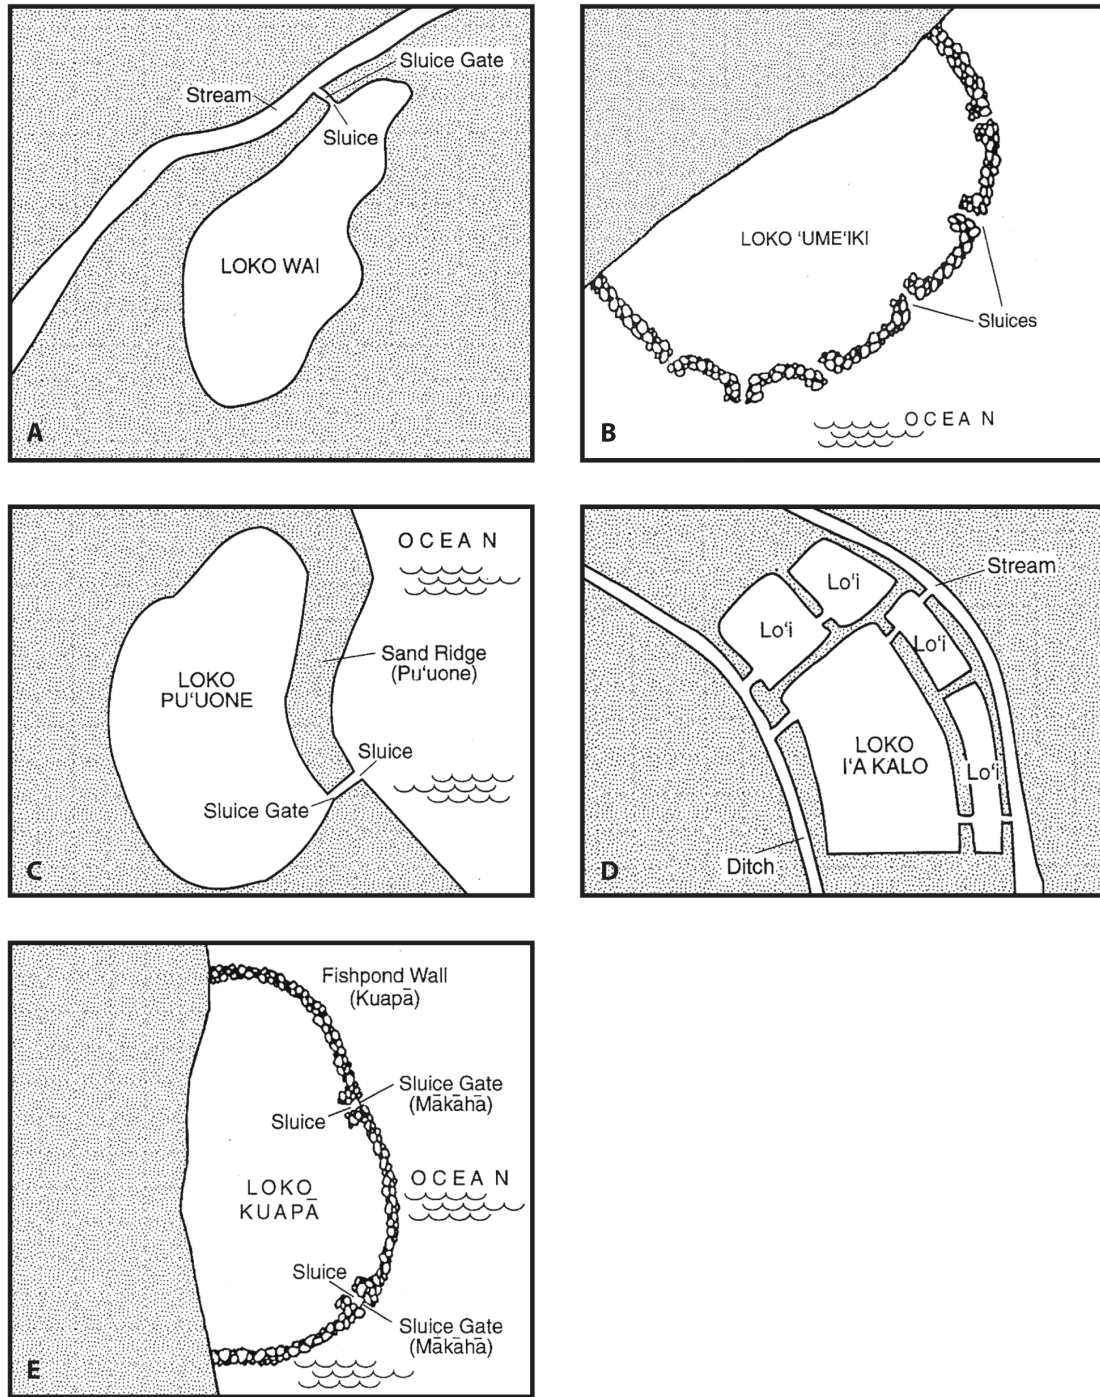 Sluice Gate
Stream
Sluice
LOKO WAI
A
LOKO ‘UME‘IKI
Sluices
OCEAN
B
OCEAN
Sand Ridge
(Pu‘uone)
LOKO
PU‘UONE
Sluice
Sluice Gate
C
Stream
Lo‘i
Lo‘i
Lo‘i
LOKO
I‘A KALO
Lo‘i
Ditch
D
Fishpond Wall
(Kuapā)
Sluice Gate
(Mākāhā)
Sluice
OCEAN
LOKO
KUAPĀ
Sluice
Sluice Gate
(Mākāhā)
E